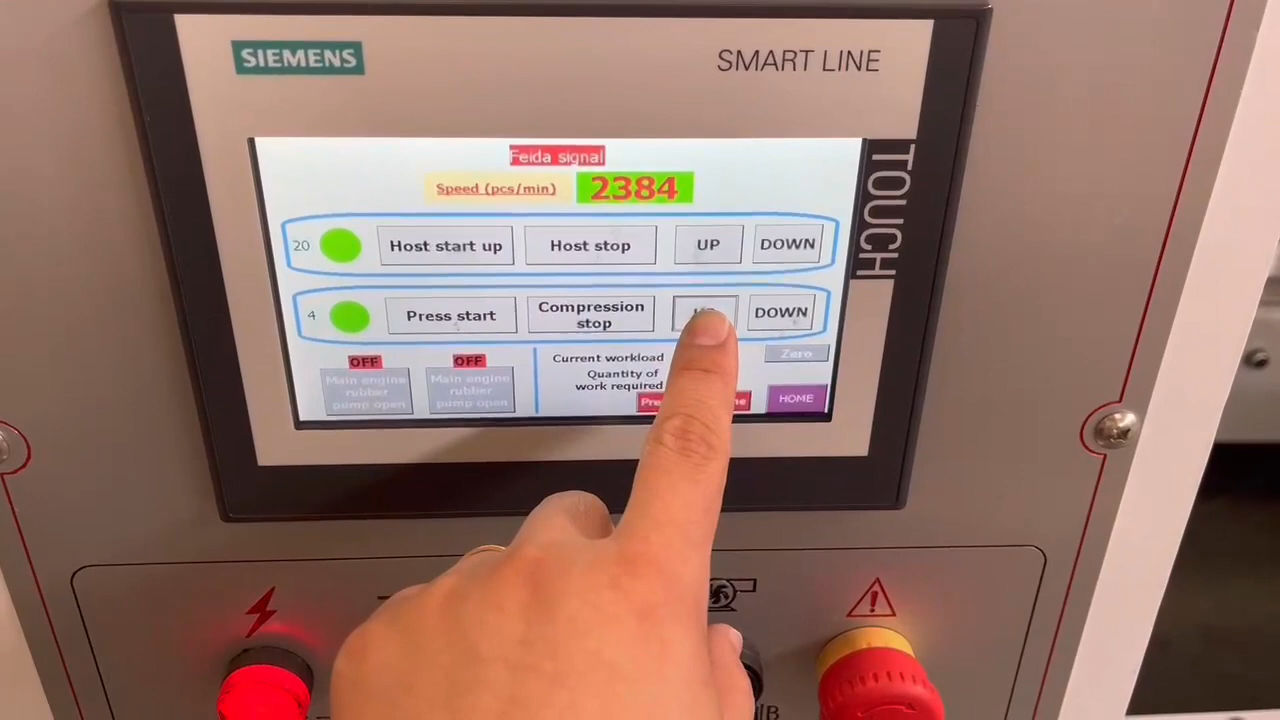 SIEMENS
SMART LINE
TOUCH
Feida signal
Speed (pcs/min) 2384
20 Host start up Host stop UP DOWN
4 Press start Compression stop DOWN
OFF OFF
Main engine rubber pump open
Main engine rubber pump open
Current workload
Zero
Quantity of
work required
HOME